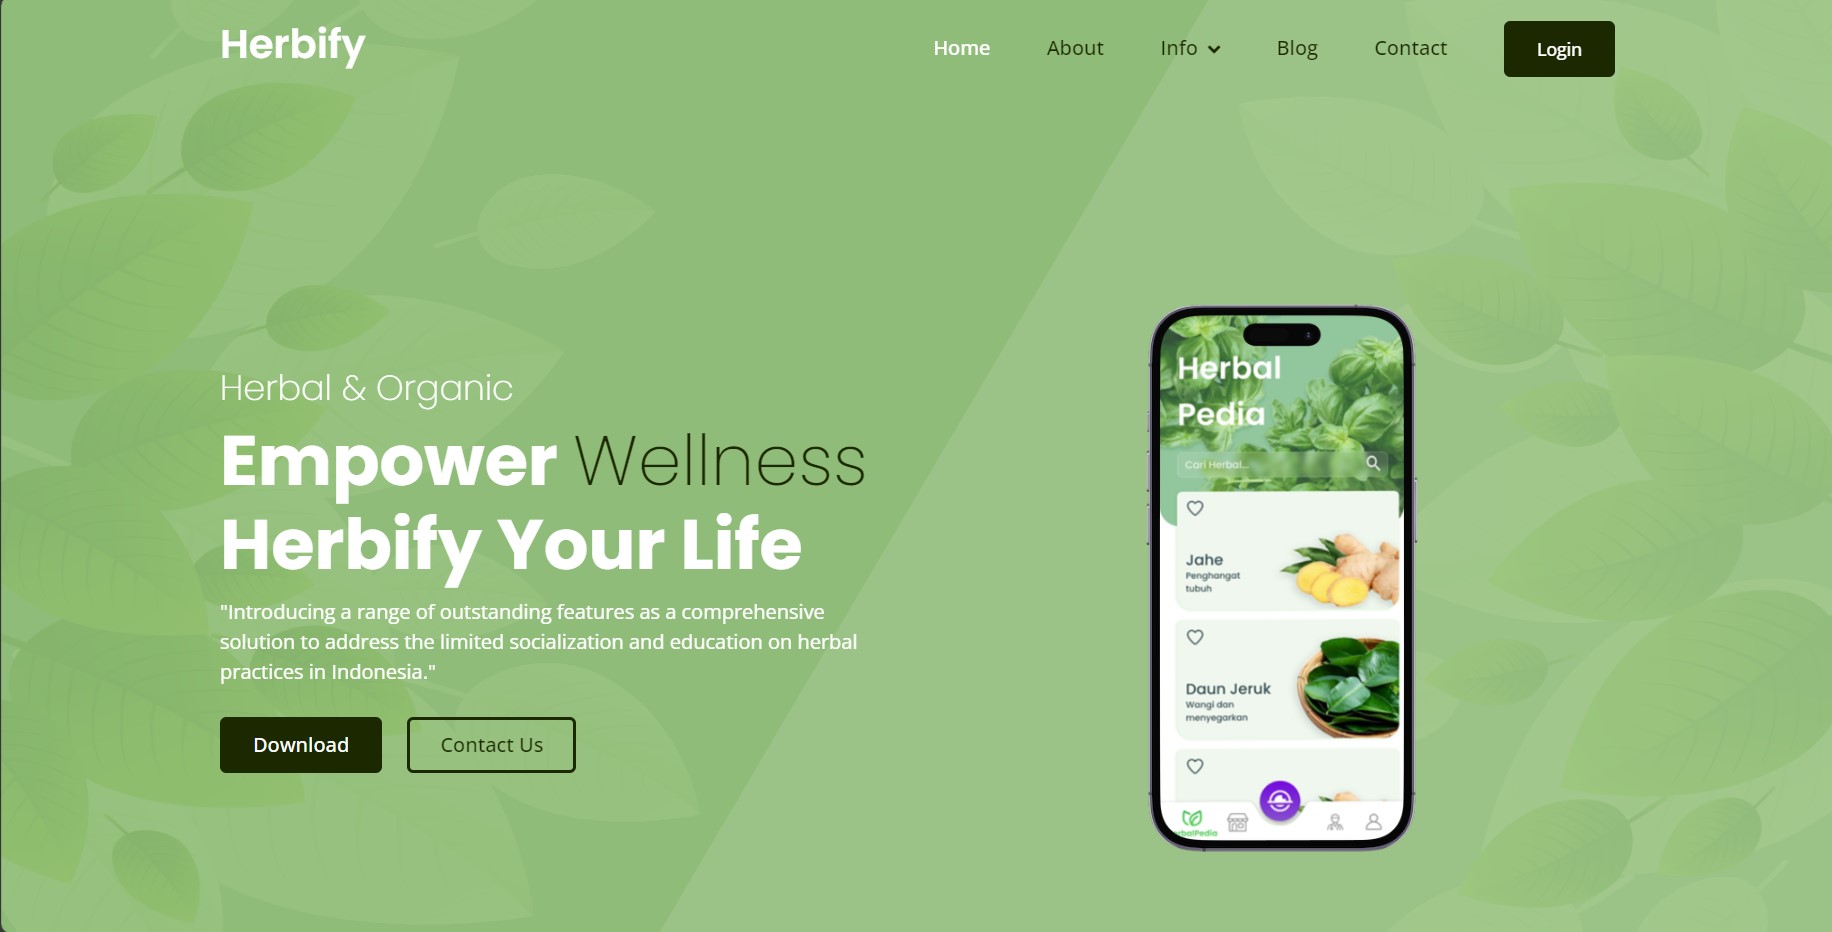 Herbify
Home About Info Blog Contact Login
Herbal & Organic
Empower Wellness
Herbify Your Life
"Introducing a range of outstanding features as a comprehensive
solution to address the limited socialization and education on herbal
practices in Indonesia."
Download Contact Us
Herbal
Pedia
Cari Herbal...
Jahe
Penghangat
tubuh
Daun Jeruk
Wangi dan
menyegarkan
rbalPedia